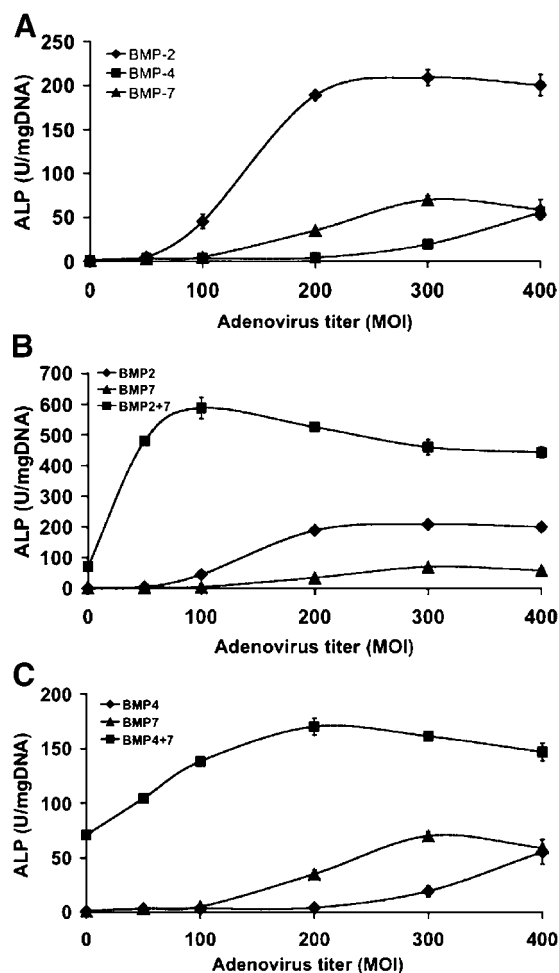 A
BMP-2
BMP-4
BMP-7
ALP (U/mgDNA)
250
200
150
100
50
0
0 100 200 300 400
Adenovirus titer (MOI)
B
BMP2
BMP7
BMP2+7
ALP (U/mgDNA)
700
600
500
400
300
200
100
0
0 100 200 300 400
Adenovirus titer (MOI)
C
BMP4
BMP7
BMP4+7
ALP (U/mgDNA)
200
150
100
50
0
0 100 200 300 400
Adenovirus titer (MOI)